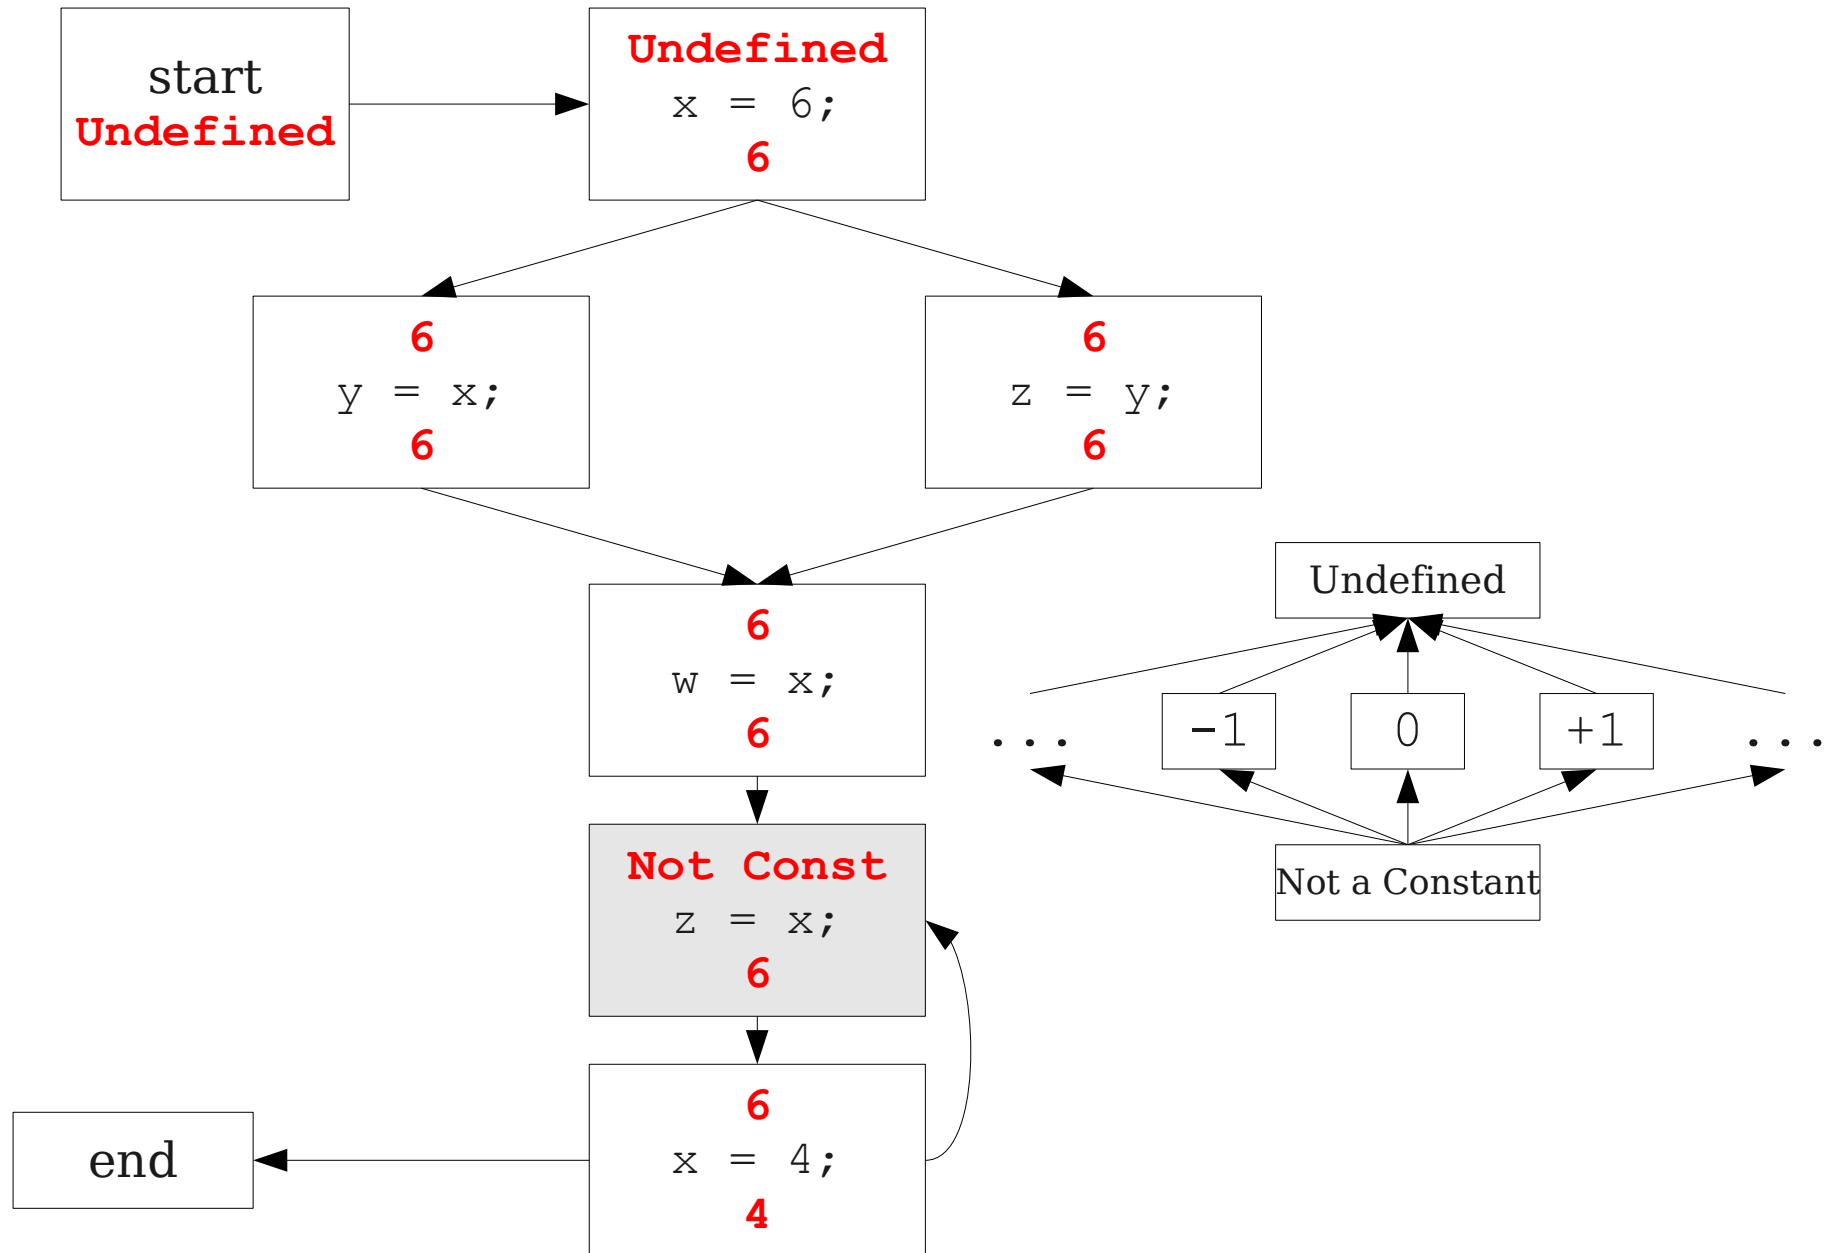 start
Undefined
Undefined
x = 6;
6
6
y = x;
6
6
z = y;
6
6
w = x;
6
Undefined
... -1 0 +1 ...
Not a Constant
Not Const
z = x;
6
6
x = 4;
4
end